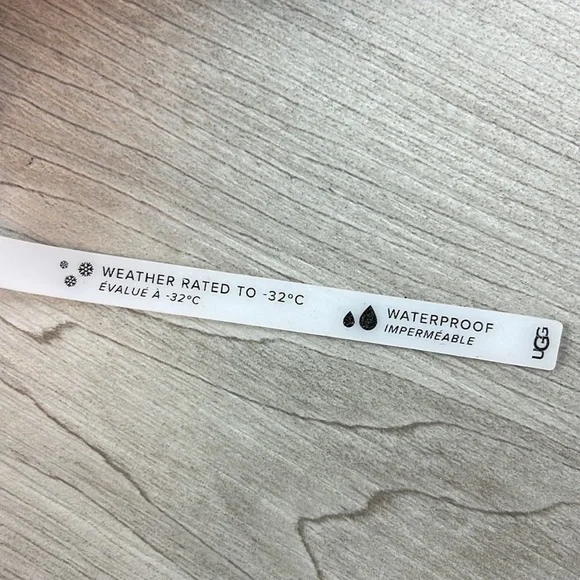 WEATHER RATED TO -32°C
ÉVALUÉ À -32°C
WATERPROOF
IMPERMÉABLE
UGG